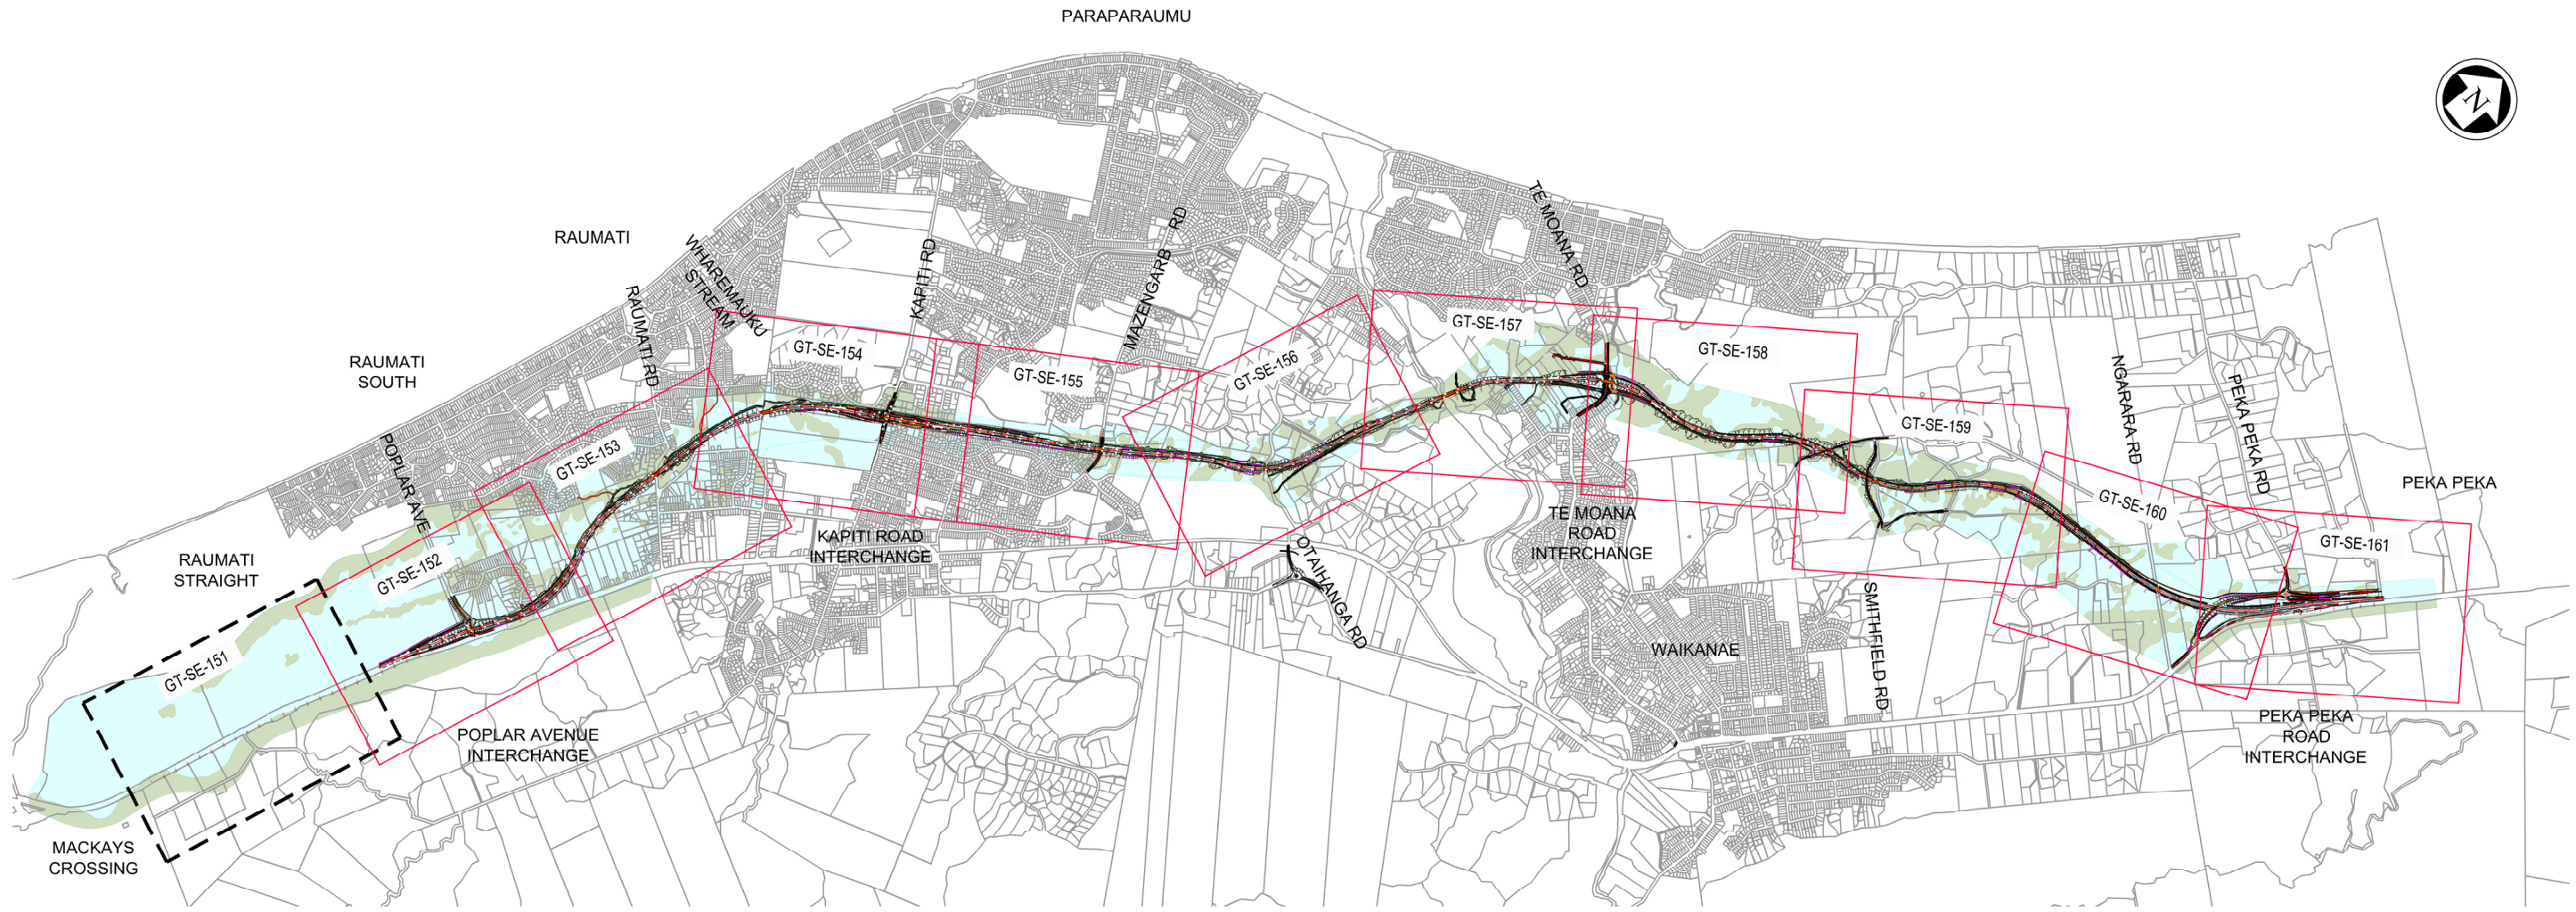 PARAPARAUMU
N
RAUMATI
WHAREMAUKU
STREAM
KAPITI RD
MAZENGARB RD
TE MOANA RD
RAUMATI RD
RAUMATI
SOUTH
POPLAR AVE
GT-SE-153
GT-SE-154
GT-SE-155
GT-SE-156
GT-SE-157
GT-SE-158
GT-SE-159
NGARARA RD
PEKA PEKA RD
PEKA PEKA
GT-SE-160
GT-SE-161
RAUMATI
STRAIGHT
GT-SE-152
GT-SE-151
KAPITI ROAD
INTERCHANGE
OTAIHANGA RD
TE MOANA
ROAD
INTERCHANGE
WAIKANAE
SMITHFIELD RD
POPLAR AVENUE
INTERCHANGE
PEKA PEKA
ROAD
INTERCHANGE
MACKAYS
CROSSING